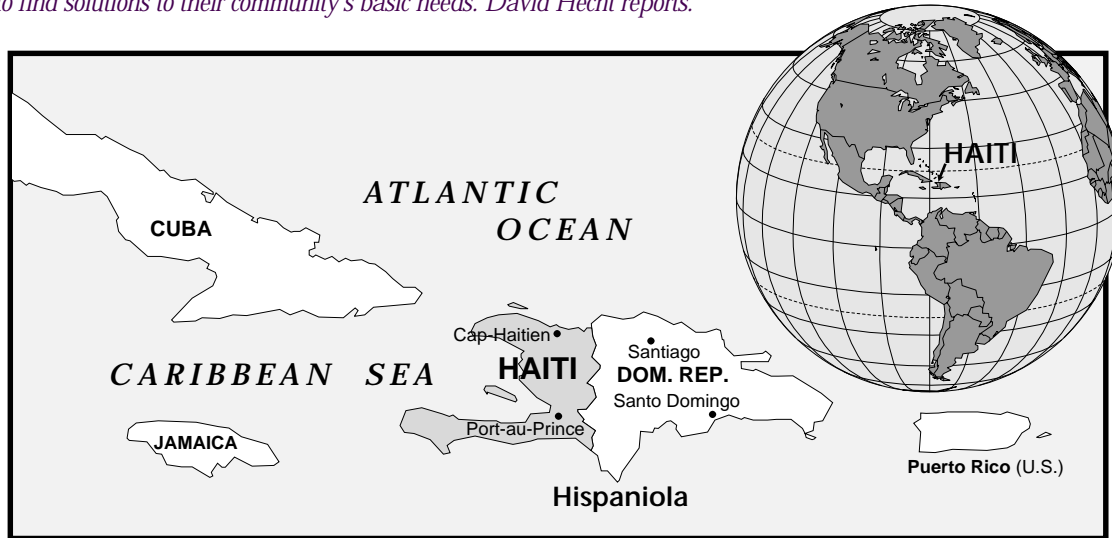 to find solutions to their community's basic needs. David Hecht reports.
HAITI
ATLANTIC
OCEAN
CUBA
Cap-Haitien
HAITI
Santiago
DOM. REP.
Santo Domingo
CARIBBEAN SEA
Port-au-Prince
JAMAICA
Puerto Rico (U.S.)
Hispaniola